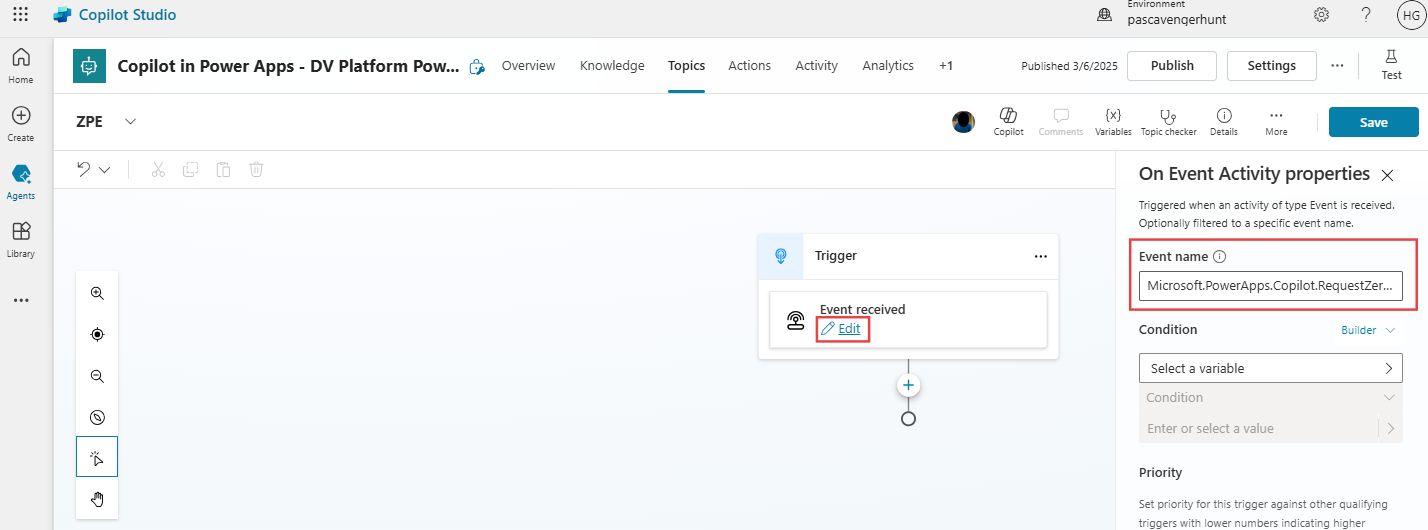 Copilot Studio
Environment
pascavengerhunt
?
HG
Home
Create
Agents
Library
Copilot in Power Apps - DV Platform Pow...
Overview
Knowledge
Topics
Actions
Activity
Analytics
+1
Published 3/6/2025
Publish
Settings
Test
ZPE
Copilot
Comments
{x}
Variables
Topic checker
Details
More
Save
Trigger
Event received
Edit
On Event Activity properties
Triggered when an activity of type Event is received.
Optionally filtered to a specific event name.
Event name
Microsoft.PowerApps.Copilot.RequestZer...
Condition
Builder
Select a variable
Condition
Enter or select a value
Priority
Set priority for this trigger against other qualifying
triggers with lower numbers indicating higher